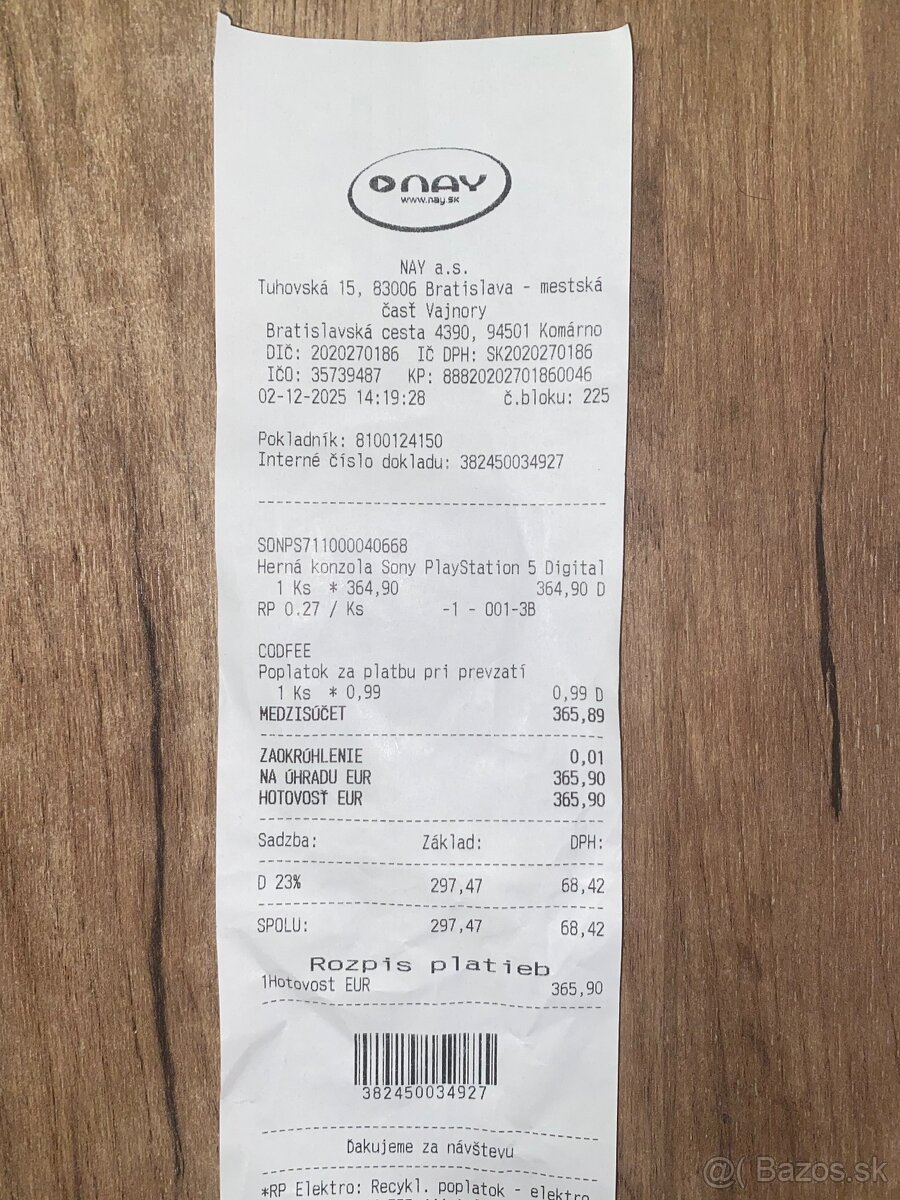 NAY
www.nay.sk
NAY a.s.
Tuhovská 15, 83006 Bratislava - mestská
časť Vajnory
Bratislavská cesta 4390, 94501 Komárno
DIČ: 2020270186 IČ DPH: SK2020270186
IČO: 35739487 KP: 88820202701860046
02-12-2025 14:19:28 č.bloku: 225
Pokladník: 8100124150
Interné číslo dokladu: 382450034927
SONPS711000040668
Herná konzola Sony PlayStation 5 Digital
1 Ks * 364,90 364,90 D
RP 0.27 / Ks -1 - 001-3B
CODFEE
Poplatok za platbu pri prevzatí
1 Ks * 0,99 0,99 D
MEDZISÚČET 365,89
ZAOKRÚHLENIE 0,01
NA ÚHRADU EUR 365,90
HOTOVOSŤ EUR 365,90
Sadzba: Základ: DPH:
D 23% 297,47 68,42
SPOLU: 297,47 68,42
Rozpis platieb
1Hotovost EUR 365,90
382450034927
Ďakujeme za návštevu
*RP Elektro: Recykl. poplatok - elektro
@( Bazos.sk